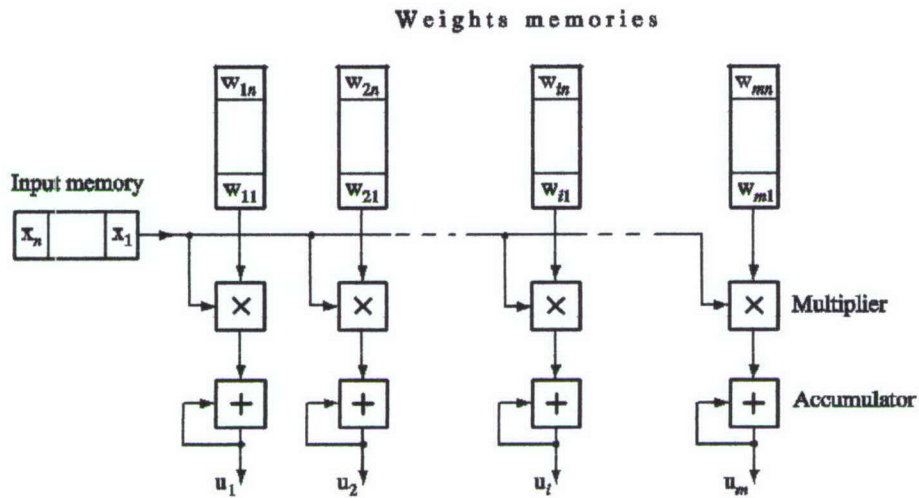 Weights memories
w1n w2n win wmn
w11 w21 wi1 wm1
Input memory
xn x1
× × × × Multiplier
+ + + + Accumulator
u1 u2 ui um